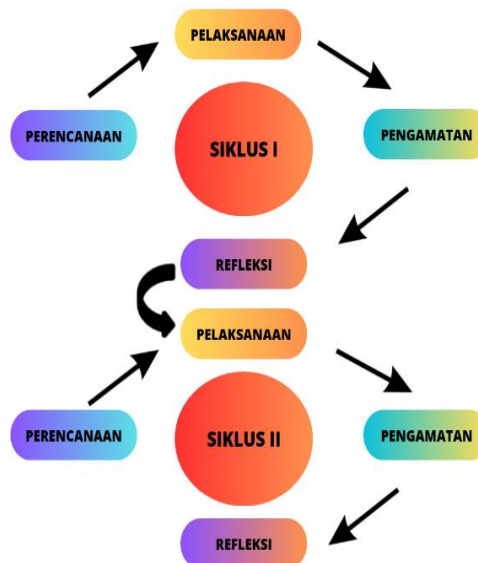 PELAKSANAAN
PERENCANAAN
SIKLUS I
PENGAMATAN
REFLEKSI
PELAKSANAAN
PERENCANAAN
SIKLUS II
PENGAMATAN
REFLEKSI